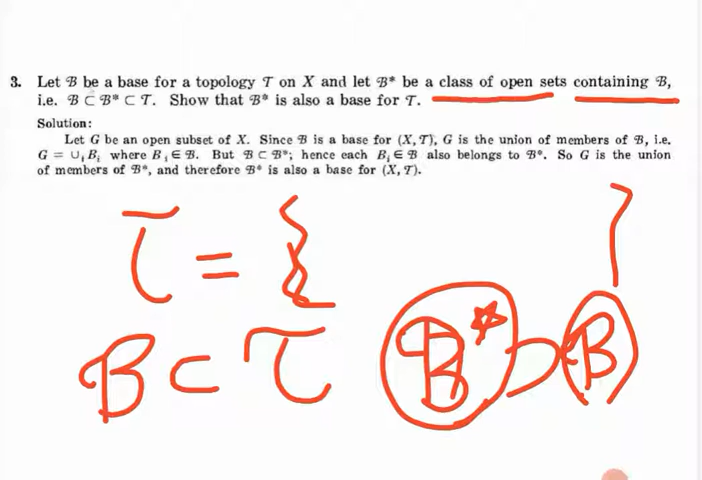 3. Let ℬ be a base for a topology 𝒯 on X and let ℬ* be a class of open sets containing ℬ,
i.e. ℬ ⊂ ℬ* ⊂ 𝒯. Show that ℬ* is also a base for 𝒯.
Solution:
Let G be an open subset of X. Since ℬ is a base for (X, 𝒯), G is the union of members of ℬ, i.e.
G = ∪ᵢ Bᵢ where Bᵢ ∈ ℬ. But ℬ ⊂ ℬ*; hence each Bᵢ ∈ ℬ also belongs to ℬ*. So G is the union
of members of ℬ*, and therefore ℬ* is also a base for (X, 𝒯).
τ = { }
B ⊂ τ B* ⊃ B